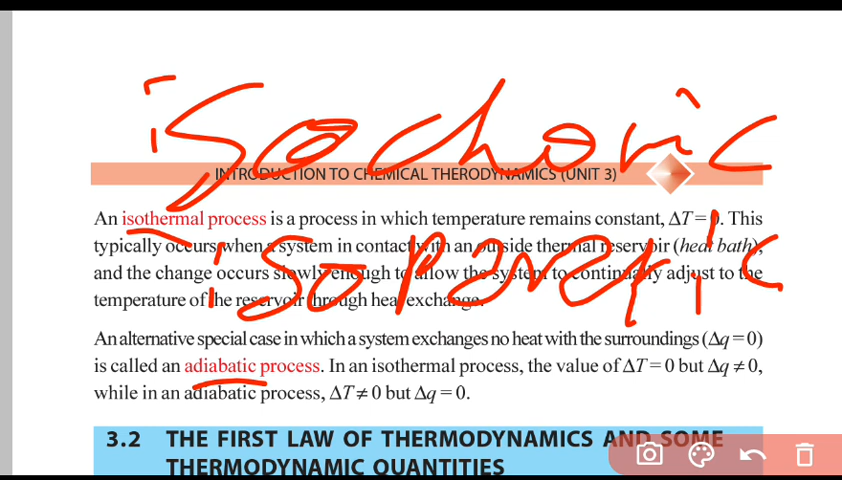 isochoric
INTRODUCTION TO CHEMICAL THERODYNAMICS (UNIT 3)
An isothermal process is a process in which temperature remains constant, ΔT= 0. This
typically occurs when a system in contact with an outside thermal reservoir (heat bath),
isoparatic
and the change occurs slowly enough to allow the system to continually adjust to the
temperature of the reservoir through heat exchange.
An alternative special case in which a system exchanges no heat with the surroundings (Δq = 0)
is called an adiabatic process. In an isothermal process, the value of ΔT = 0 but Δq ≠ 0,
while in an adiabatic process, ΔT ≠ 0 but Δq = 0.
3.2 THE FIRST LAW OF THERMODYNAMICS AND SOME
THERMODYNAMIC QUANTITIES